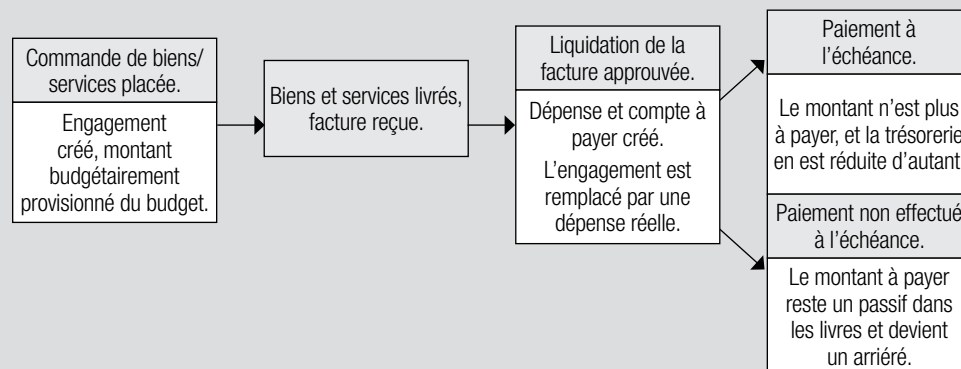 Commande de biens/
services placée.
Engagement
créé, montant
budgétairement
provisionné du budget.
Biens et services livrés,
facture reçue.
Liquidation de la
facture approuvée.
Dépense et compte à
payer créé.
L’engagement est
remplacé par une
dépense réelle.
Paiement à
l’échéance.
Le montant n’est plus
à payer, et la trésorerie
en est réduite d’autant
Paiement non effectué
à l’échéance.
Le montant à payer
reste un passif dans
les livres et devient
un arriéré.